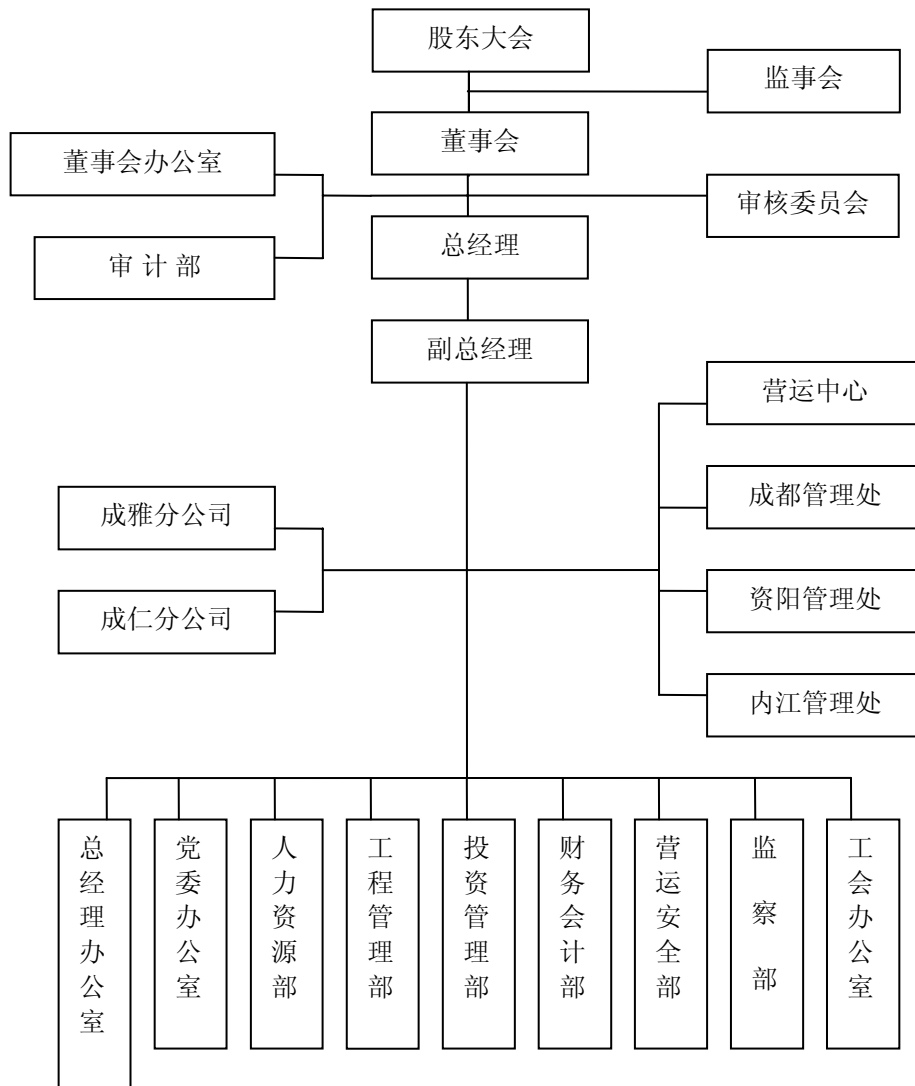 股东大会
监事会
董事会
董事会办公室
审核委员会
审 计 部
总经理
副总经理
营运中心
成都管理处
成雅分公司
成仁分公司
资阳管理处
内江管理处
总经理办公室
党委办公室
人力资源部
工程管理部
投资管理部
财务会计部
营运安全部
监察部
工会办公室